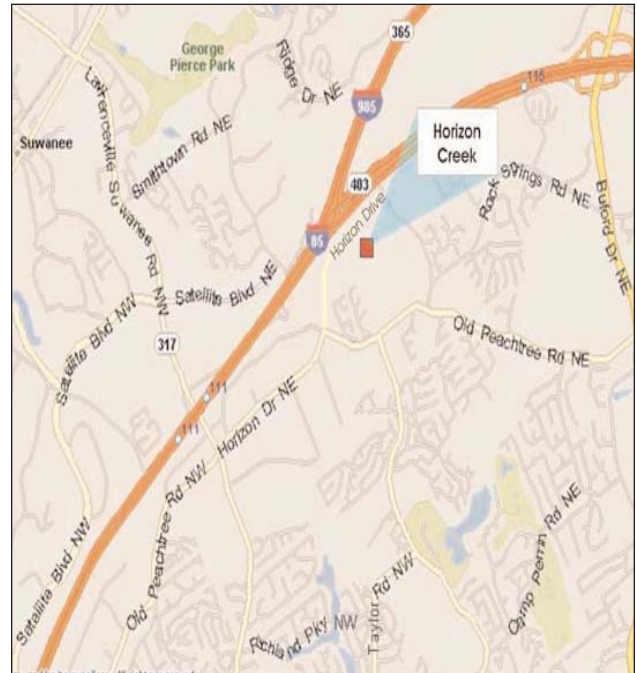 365
George
Pierce Park
Ridge Dr NE
115
985
Lawrenceville Suwanee Rd NW
Horizon
Creek
Suwanee
Smithtown Rd NE
403
Rock Springs Rd NE
Buford Dr NE
85
Horizon Drive
Satellite Blvd NE
Satellite Blvd NW
317
Old Peachtree Rd NE
111
Horizon Dr NE
111
Old Peachtree Rd NW
Satellite Blvd NW
Camp Perrin Rd NE
Taylor Rd NW
Richland Pky NW